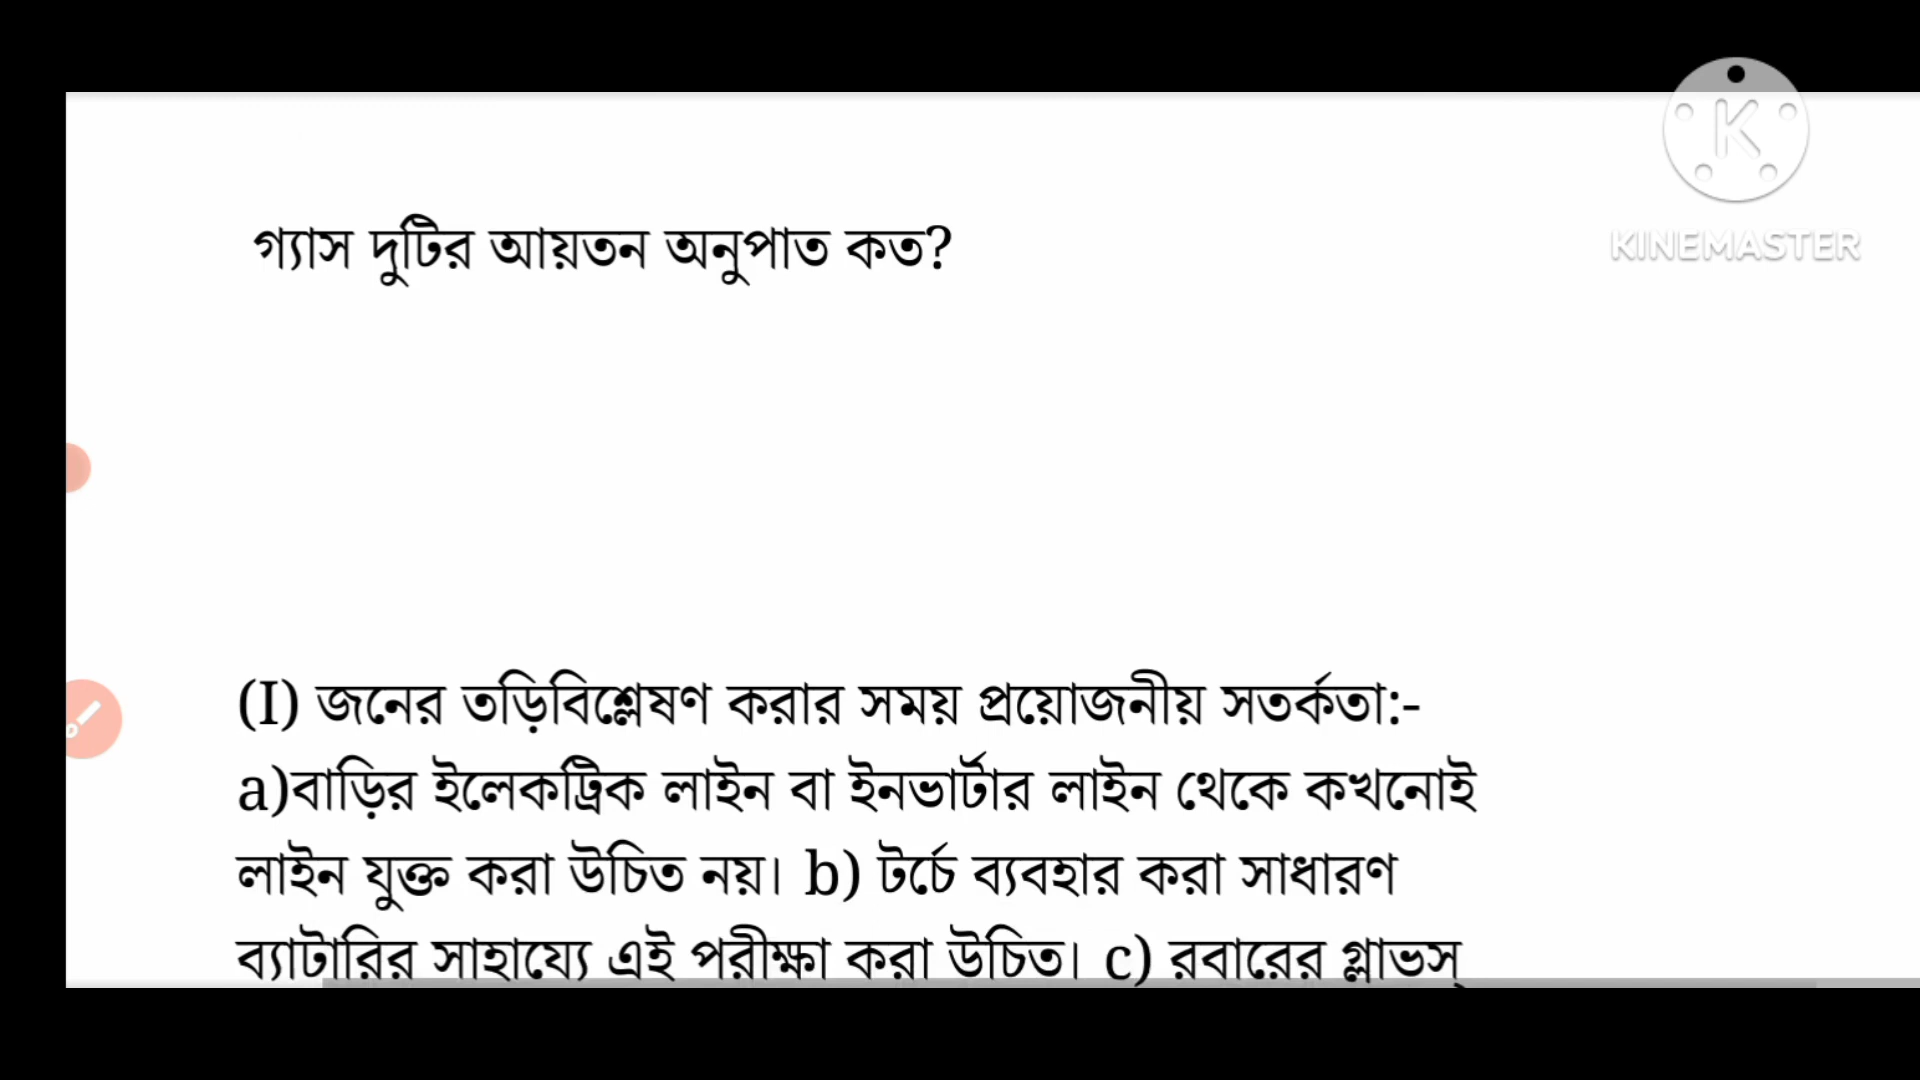 গ্যাস দুটির আয়তন অনুপাত কত?
K
KINEMASTER
(I) জনের তড়িবিশ্লেষণ করার সময় প্রয়োজনীয় সতর্কতা:-
a)বাড়ির ইলেকট্রিক লাইন বা ইনভার্টার লাইন থেকে কখনোই
লাইন যুক্ত করা উচিত নয়। b) টর্চে ব্যবহার করা সাধারণ
ব্যাটারির সাহায্যে এই পরীক্ষা করা উচিত। c) রবারের গ্লাভস্